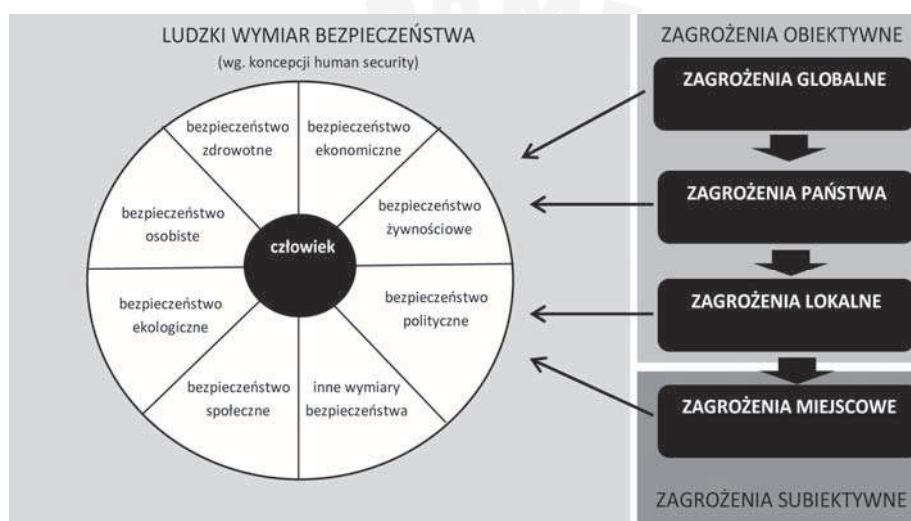 LUDZKI WYMIAR BEZPIECZEŃSTWA
(wg. koncepcji human security)
bezpieczeństwo
zdrowotne
bezpieczeństwo
ekonomiczne
bezpieczeństwo
osobiste
bezpieczeństwo
żywnościowe
człowiek
bezpieczeństwo
ekologiczne
bezpieczeństwo
polityczne
bezpieczeństwo
społeczne
inne wymiary
bezpieczeństwa
ZAGROŻENIA OBIEKTYWNE
ZAGROŻENIA GLOBALNE
ZAGROŻENIA PAŃSTWA
ZAGROŻENIA LOKALNE
ZAGROŻENIA MIEJSCOWE
ZAGROŻENIA SUBIEKTYWNE